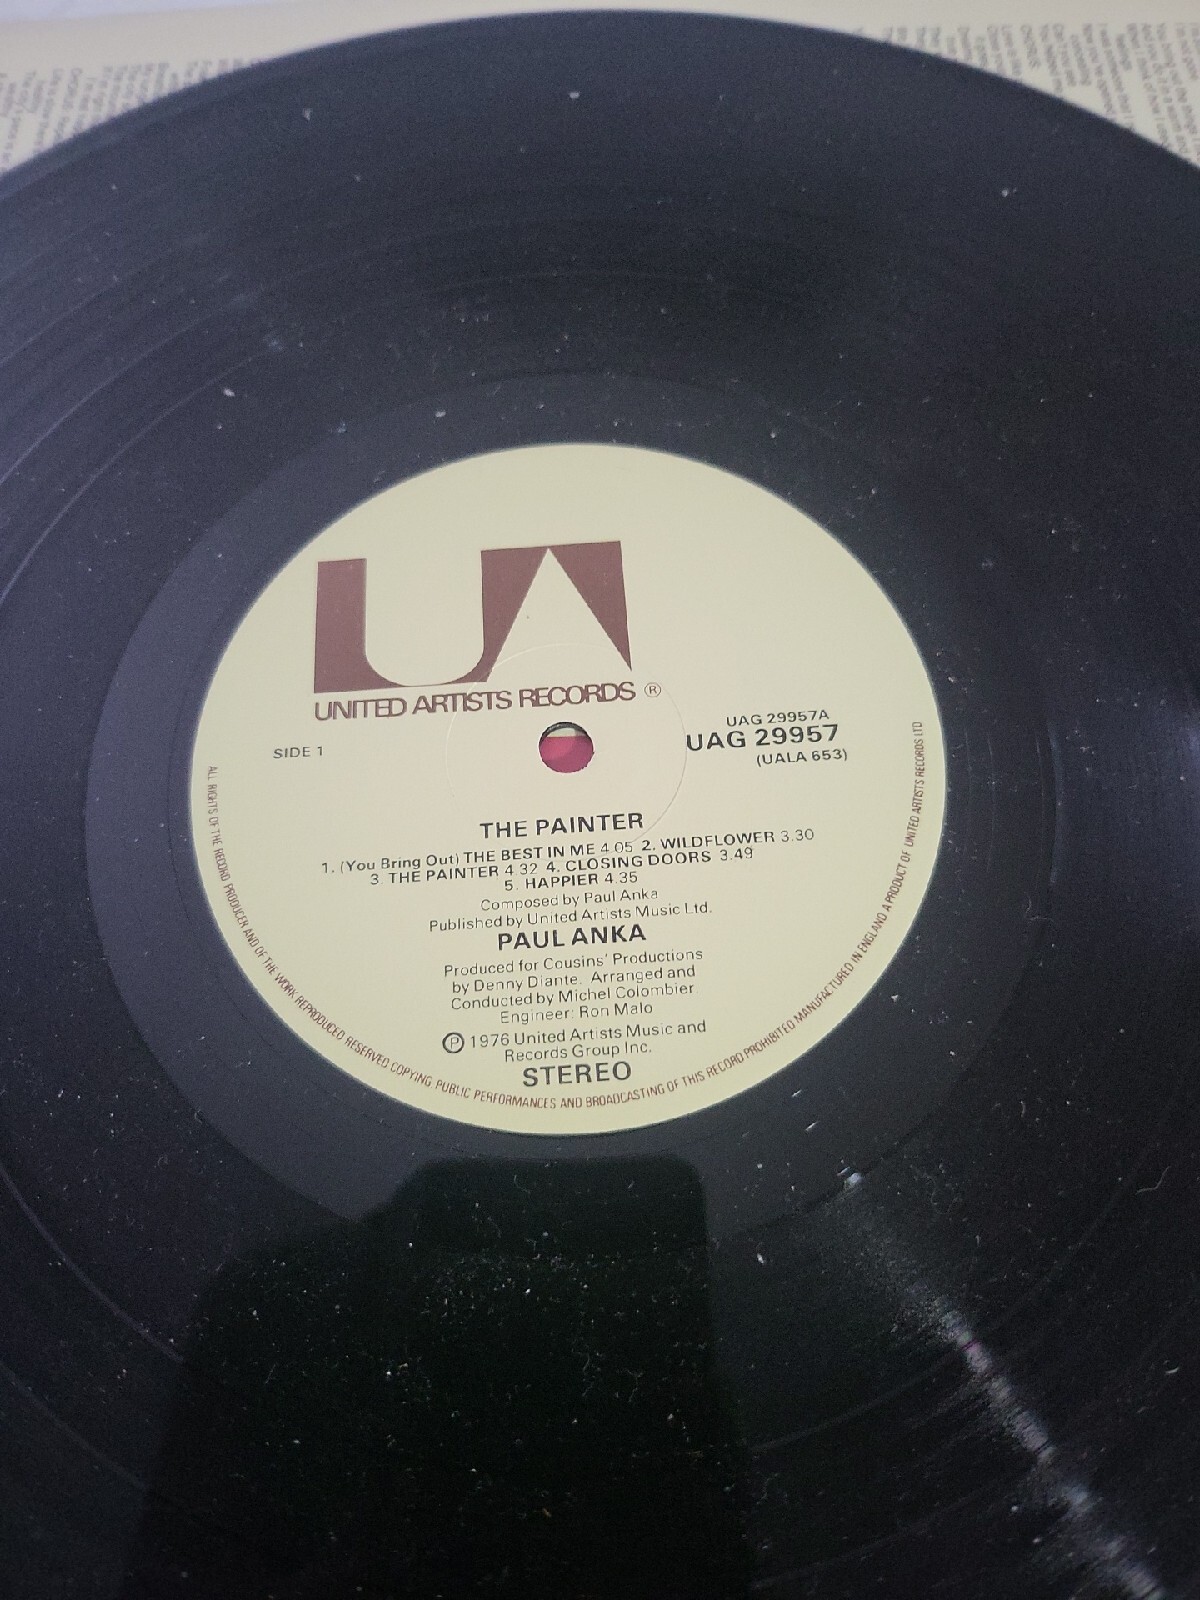 UA
UNITED ARTISTS RECORDS ®
SIDE 1
UAG 29957A
UAG 29957
(UALA 653)
THE PAINTER
1. (You Bring Out) THE BEST IN ME 4.05 2. WILDFLOWER 3.30
3. THE PAINTER 4.32 4. CLOSING DOORS 3.49
5. HAPPIER 4.35
Composed by Paul Anka
Published by United Artists Music Ltd.
PAUL ANKA
Produced for Cousins' Productions
by Denny Diante. Arranged and
Conducted by Michel Colombier
Engineer: Ron Malo
℗ 1976 United Artists Music and
Records Group Inc.
STEREO
ALL RIGHTS OF THE RECORD PRODUCER AND OF THE WORK REPRODUCED RESERVED COPYING PUBLIC PERFORMANCES AND BROADCASTING OF THIS RECORD PROHIBITED MANUFACTURED IN ENGLAND A PRODUCT OF UNITED ARTISTS RECORDS LTD